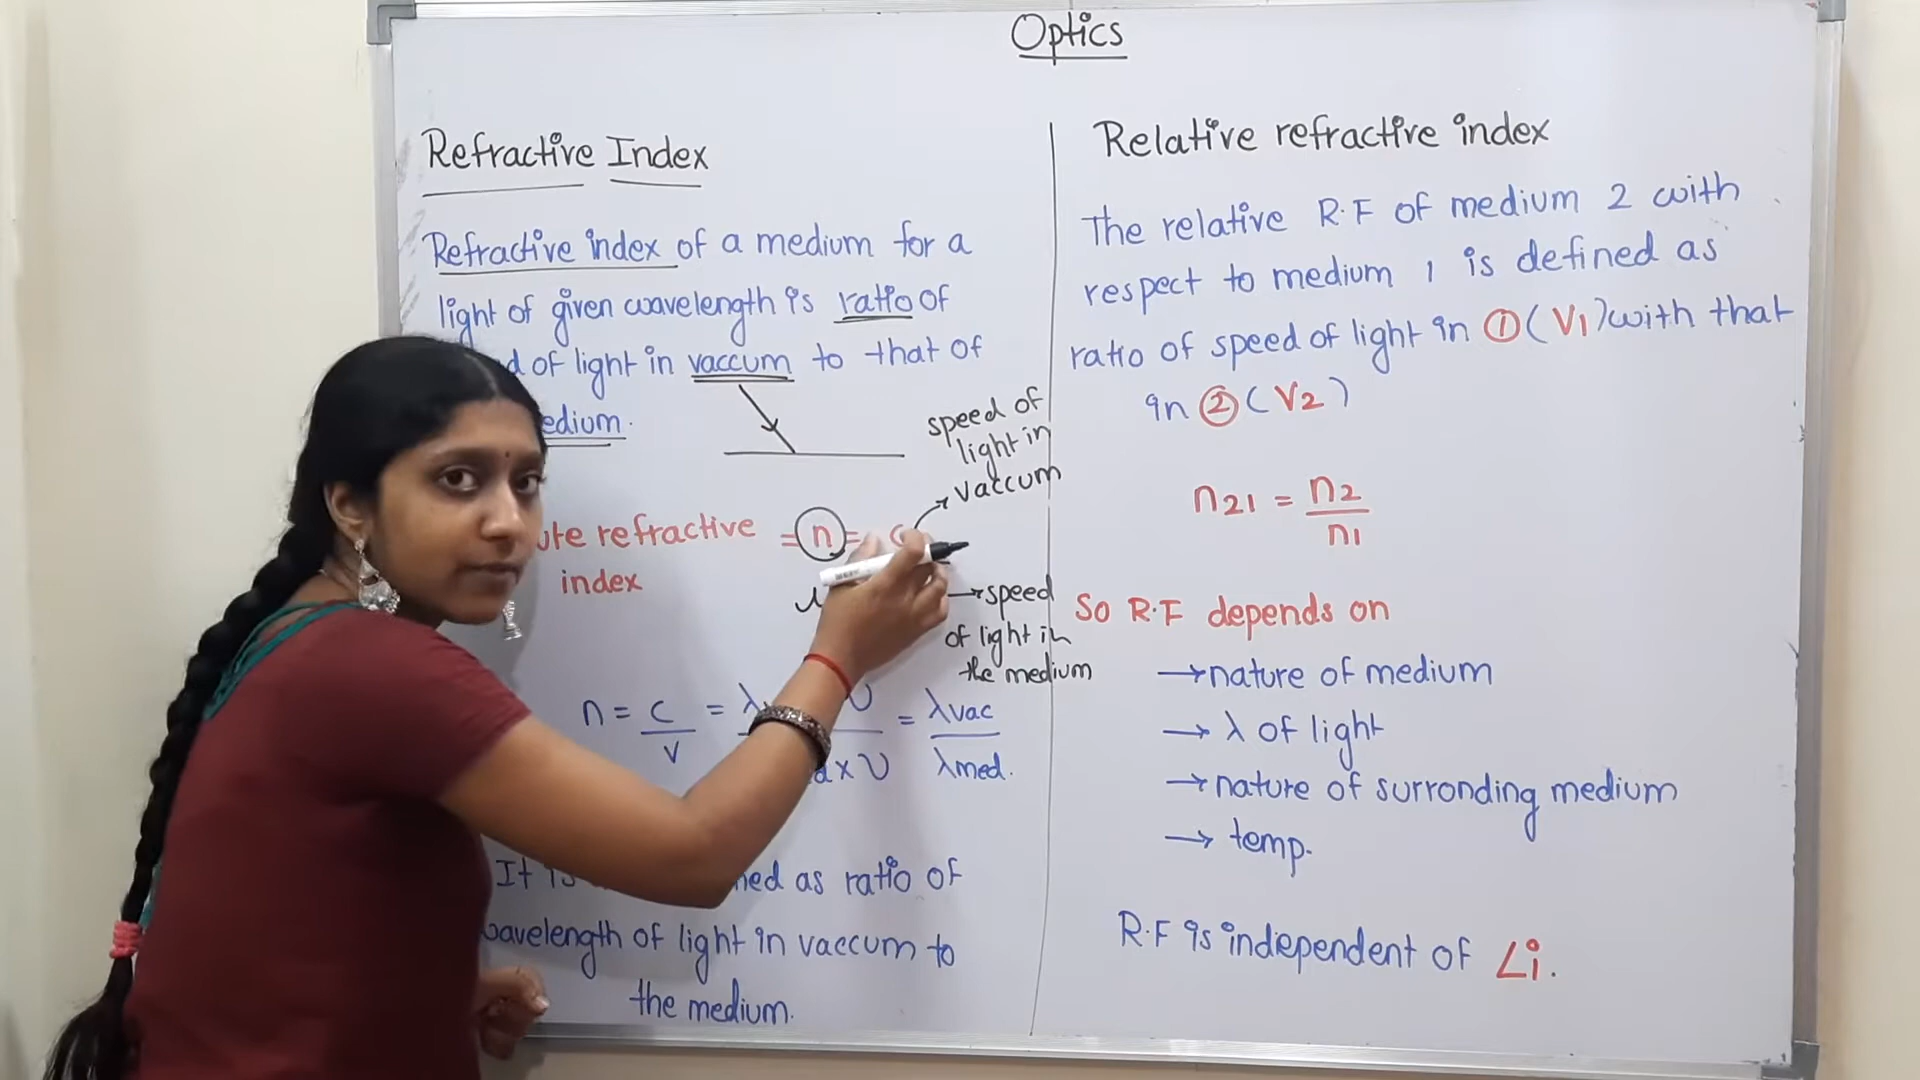 Optics
Refractive Index
Refractive index of a medium for a
light of given wavelength is ratio of
of light in vaccum to that of
speed of
light in
vaccum
refractive = n =
index
→ speed
of light in
the medium
n = c/v = = λvac/λmed.
It is as ratio of
wavelength of light in vaccum to
the medium.
Relative refractive index
The relative R.F of medium 2 with
respect to medium 1 is defined as
ratio of speed of light in ① (V1) with that
in ② (V2)
n21 = n2/n1
So R.F depends on
→ nature of medium
→ λ of light
→ nature of surronding medium
→ temp.
R.F is independent of ∠i.